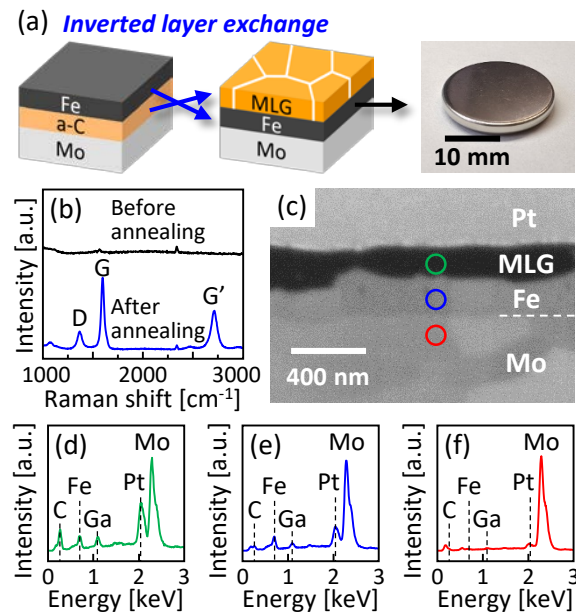 (a) Inverted layer exchange
Fe
a-C
Mo
MLG
Fe
Mo
10 mm
(b)
Before
annealing
G
After
annealing
D
G’
Intensity [a.u.]
1000 2000 3000
Raman shift [cm⁻¹]
(c)
Pt
MLG
Fe
Mo
400 nm
(d)
Mo
Fe
Pt
C
Ga
Intensity [a.u.]
0 1 2 3
Energy [keV]
(e)
Mo
Fe
Pt
C
Ga
Intensity [a.u.]
0 1 2 3
Energy [keV]
(f)
Mo
Fe
Pt
C
Ga
Intensity [a.u.]
0 1 2 3
Energy [keV]